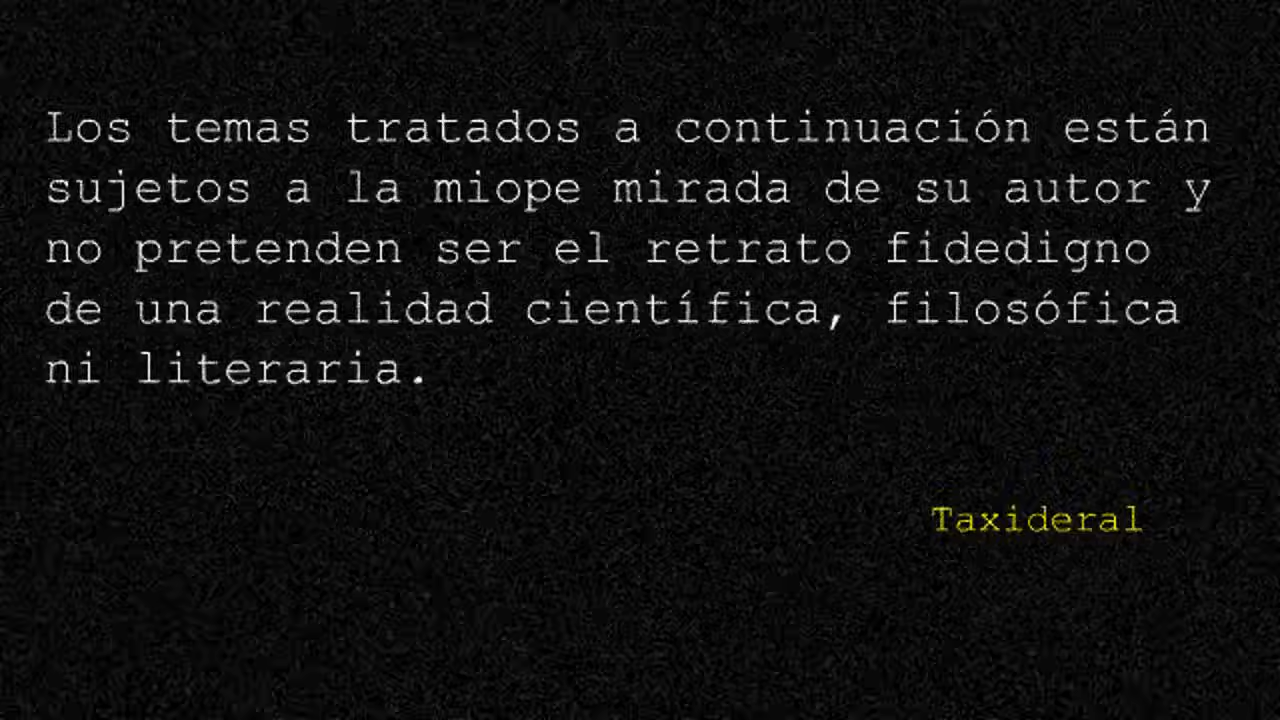 Los temas tratados a continuación están
sujetos a la miope mirada de su autor y
no pretenden ser el retrato fidedigno
de una realidad científica, filosófica
ni literaria.
Taxideral